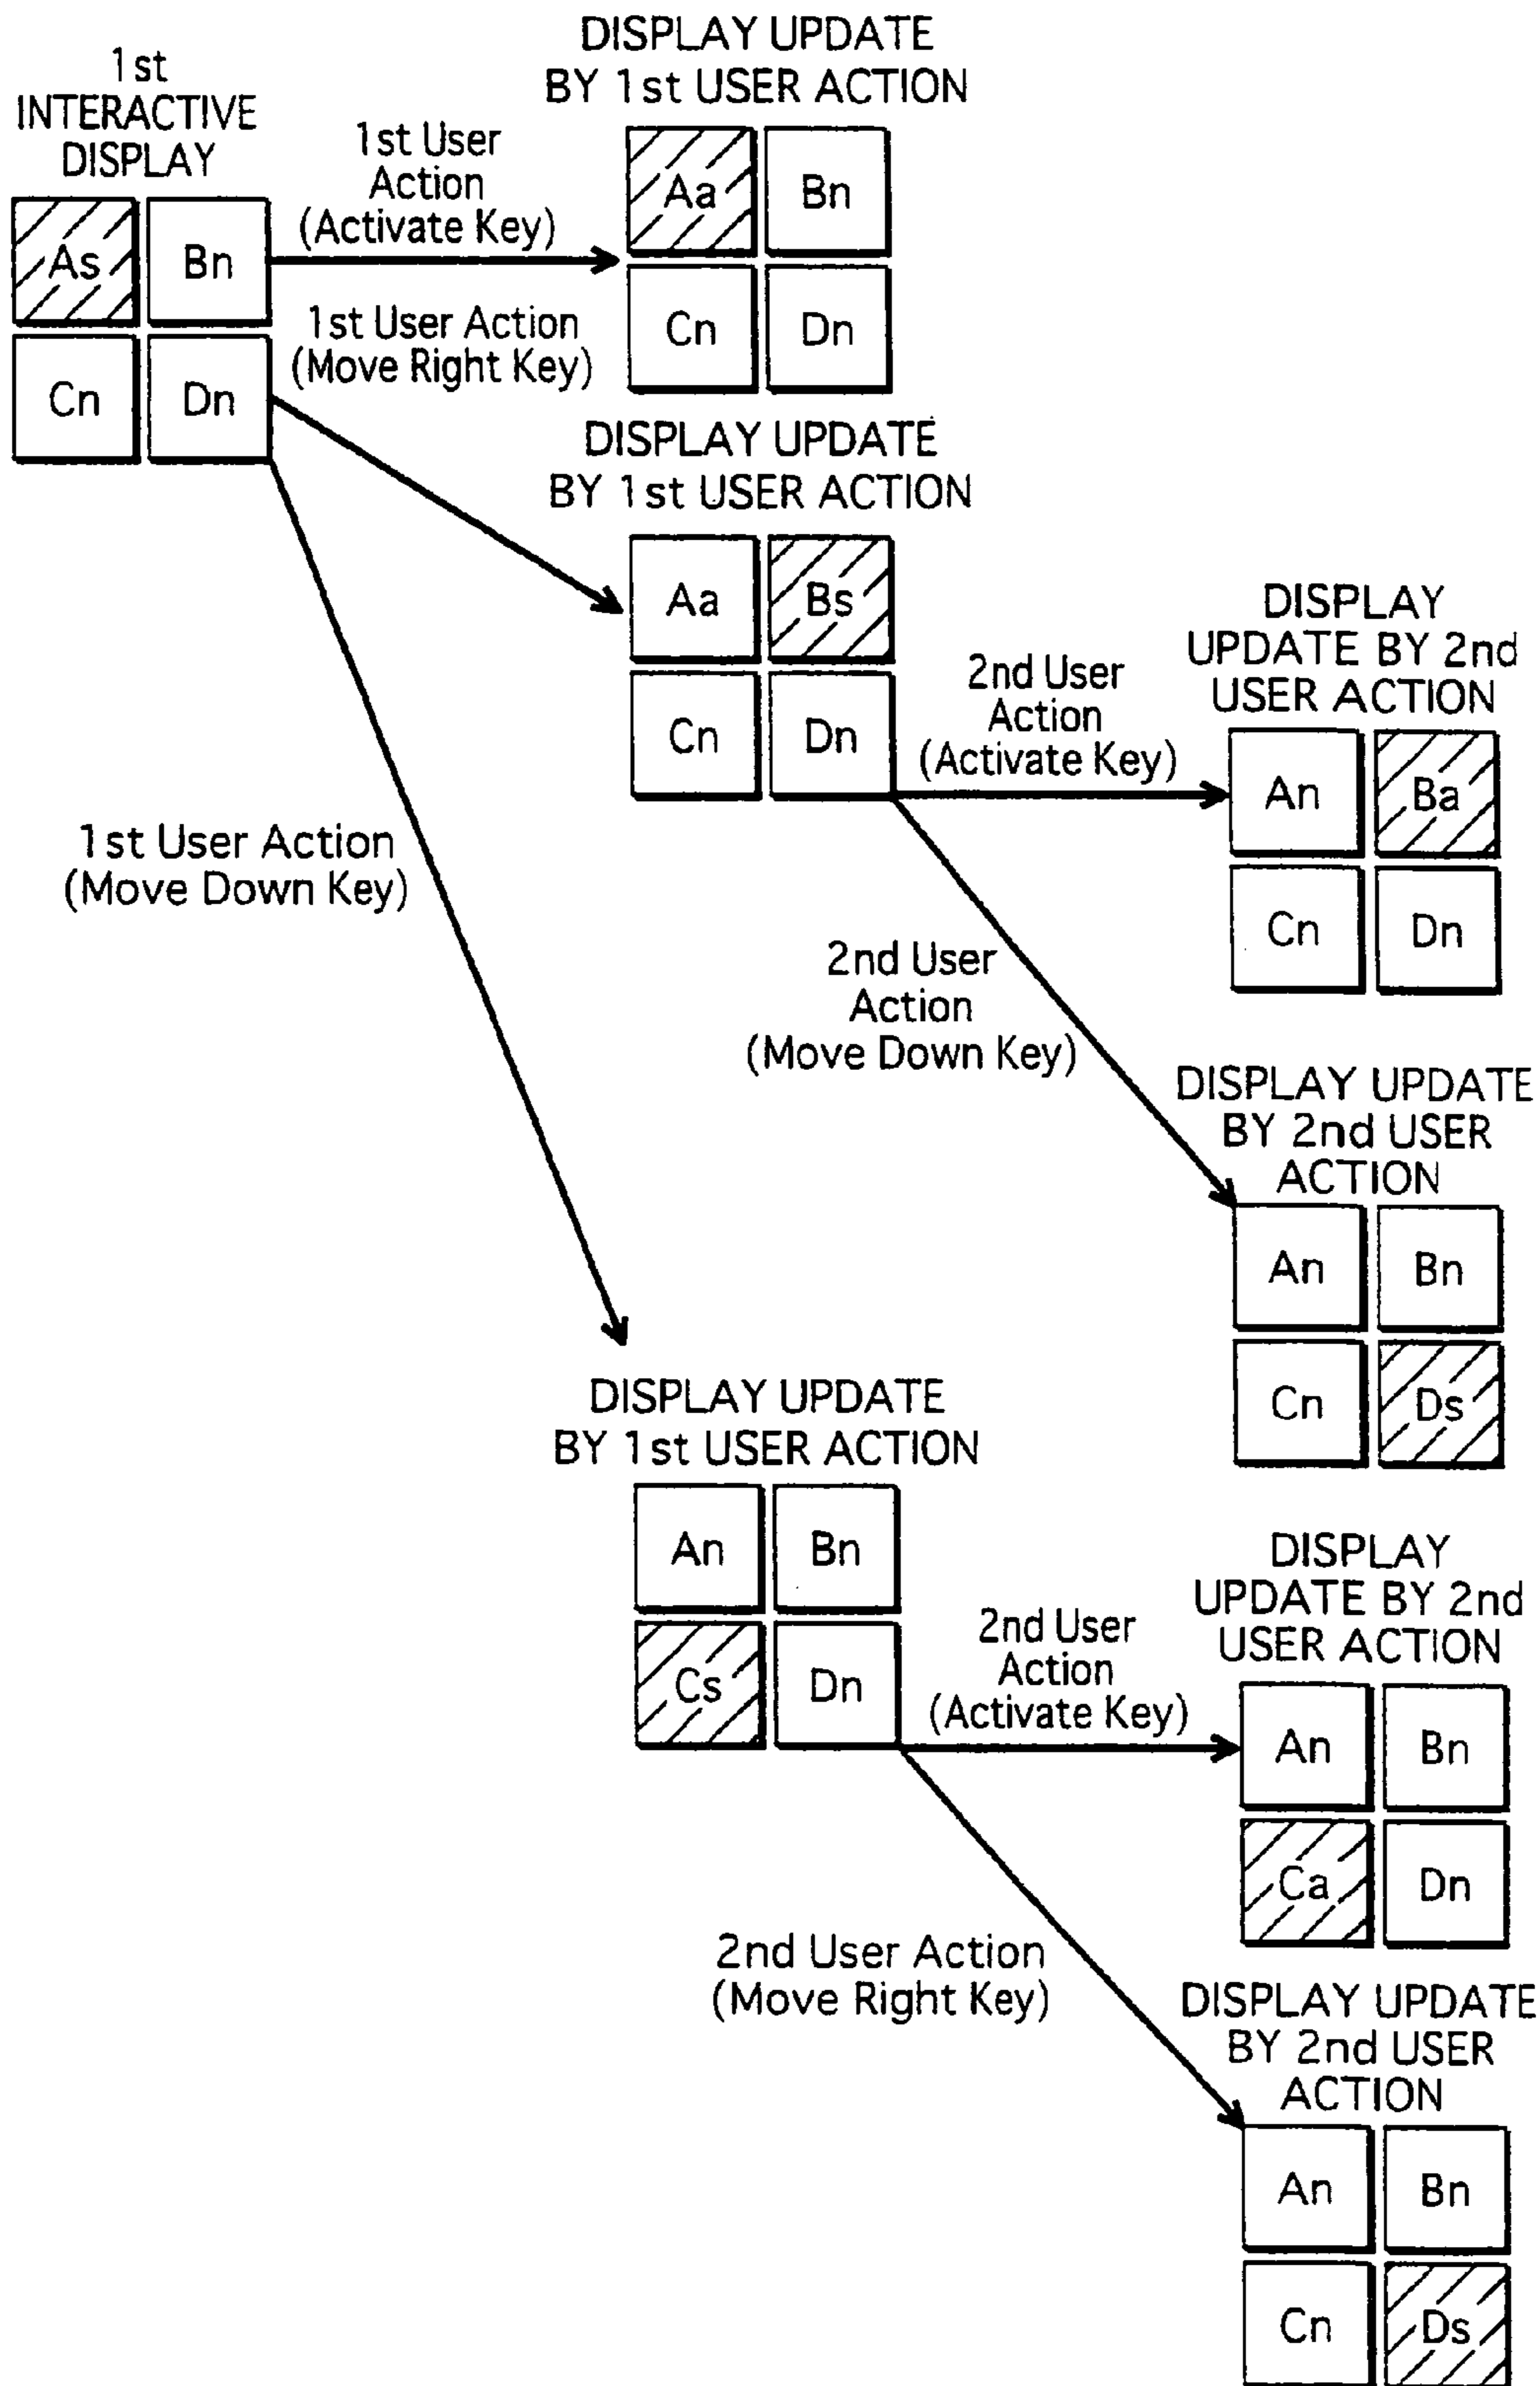 1st
INTERACTIVE
DISPLAY
As Bn
Cn Dn
1st User
Action
(Activate Key)
1st User Action
(Move Right Key)
1st User Action
(Move Down Key)
DISPLAY UPDATE
BY 1st USER ACTION
Aa Bn
Cn Dn
DISPLAY UPDATE
BY 1st USER ACTION
Aa Bs
Cn Dn
2nd User
Action
(Activate Key)
2nd User
Action
(Move Down Key)
DISPLAY
UPDATE BY 2nd
USER ACTION
An Ba
Cn Dn
DISPLAY UPDATE
BY 2nd USER
ACTION
An Bn
Cn Ds
DISPLAY UPDATE
BY 1st USER ACTION
An Bn
Cs Dn
2nd User
Action
(Activate Key)
2nd User Action
(Move Right Key)
DISPLAY
UPDATE BY 2nd
USER ACTION
An Bn
Ca Dn
DISPLAY UPDATE
BY 2nd USER
ACTION
An Bn
Cn Ds